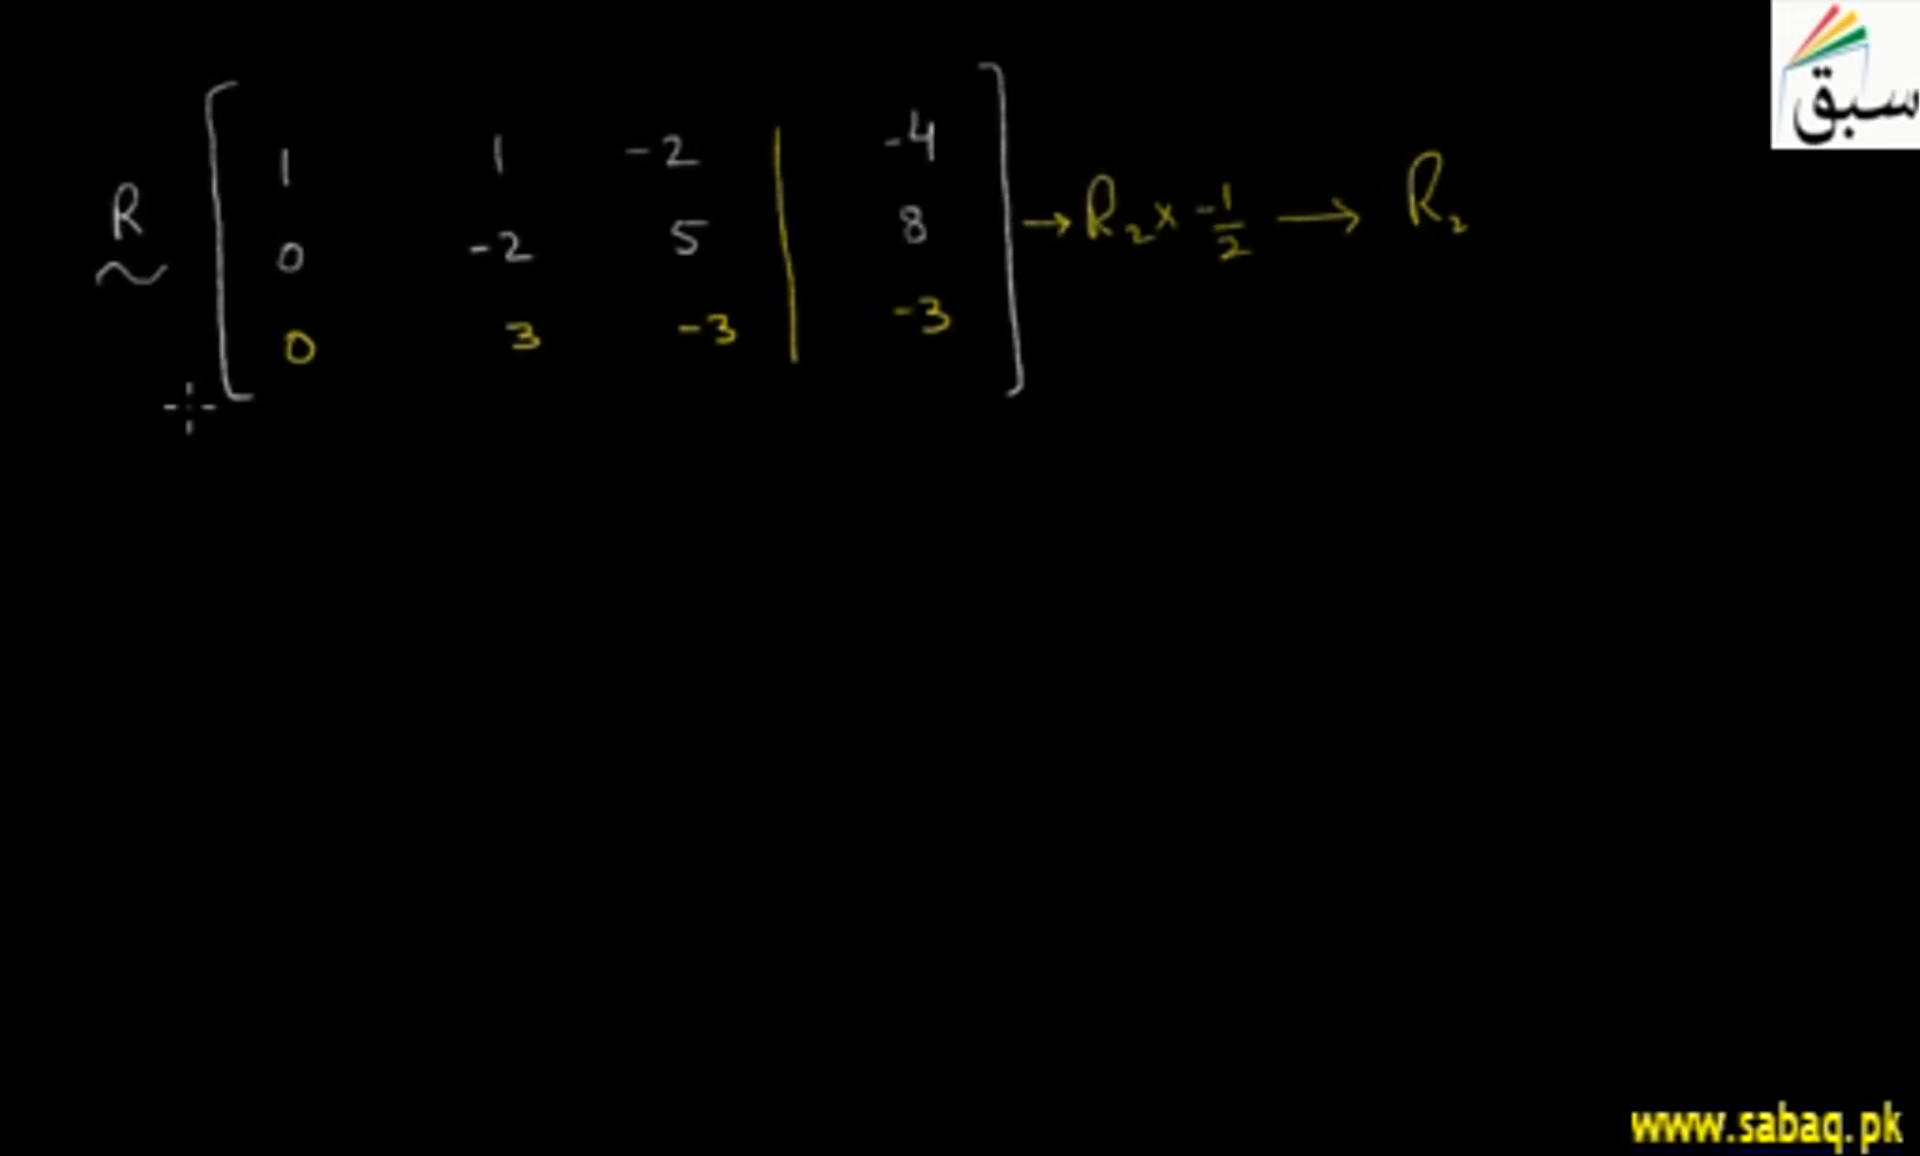 سبق
1 1 -2 | -4
R ~ 0 -2 5 | 8 → R₂ × -1/2 → R₂
0 3 -3 | -3
www.sabaq.pk